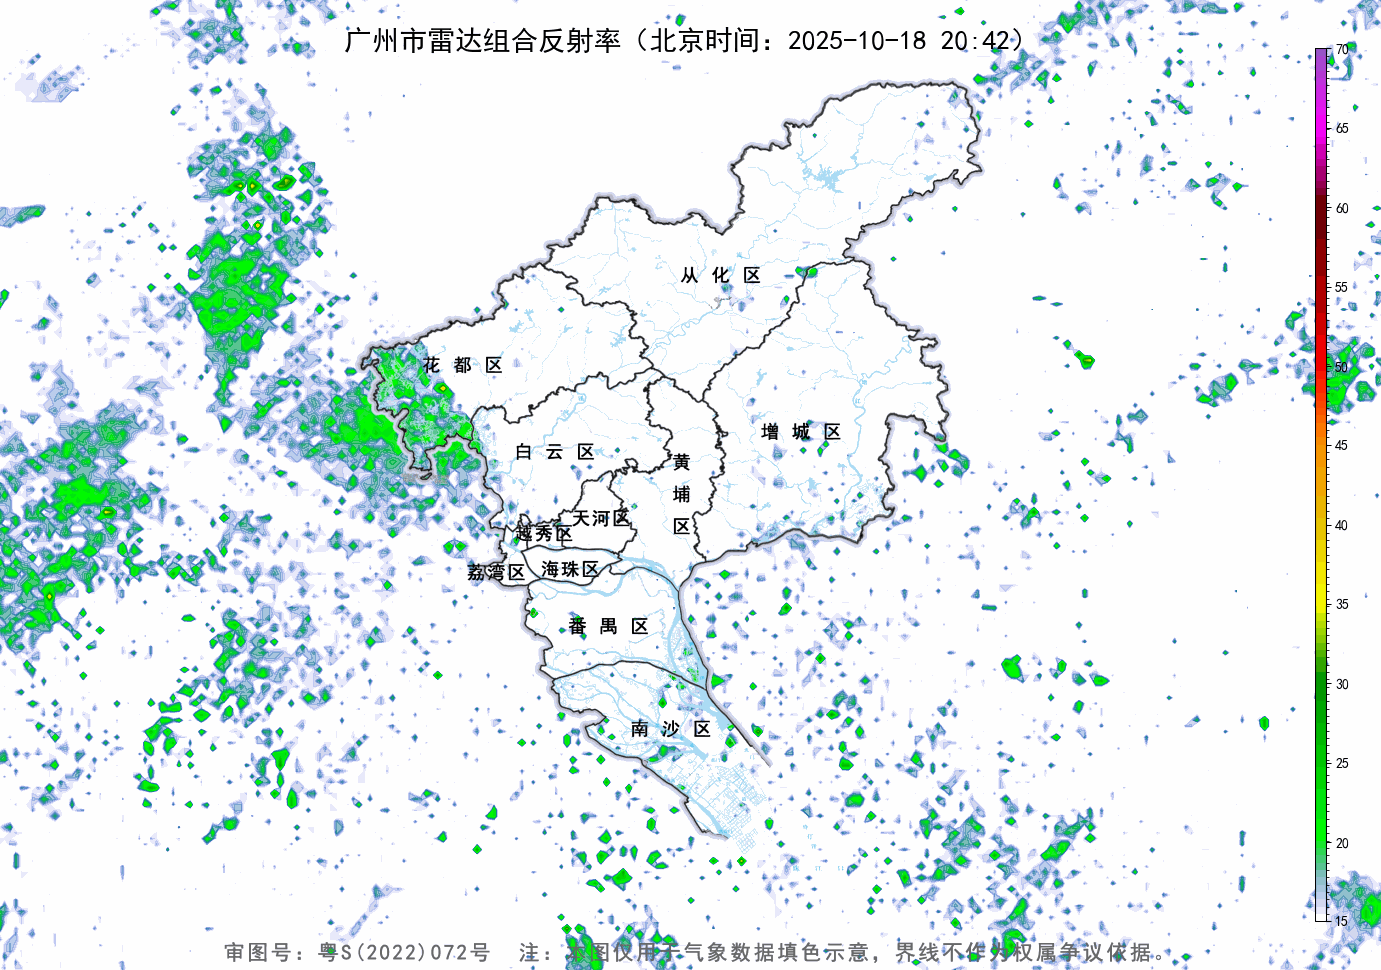 广州市雷达组合反射率（北京时间：2025-10-18 20:42）
70
65
60
55
50
45
40
35
30
25
20
15
从化区
花都区
增城区
白云区
黄埔区
天河区
越秀区
荔湾区
海珠区
番禺区
南沙区
审图号：粤S(2022)072号 注：本图仅用于气象数据填色示意，界线不作为权属争议依据。